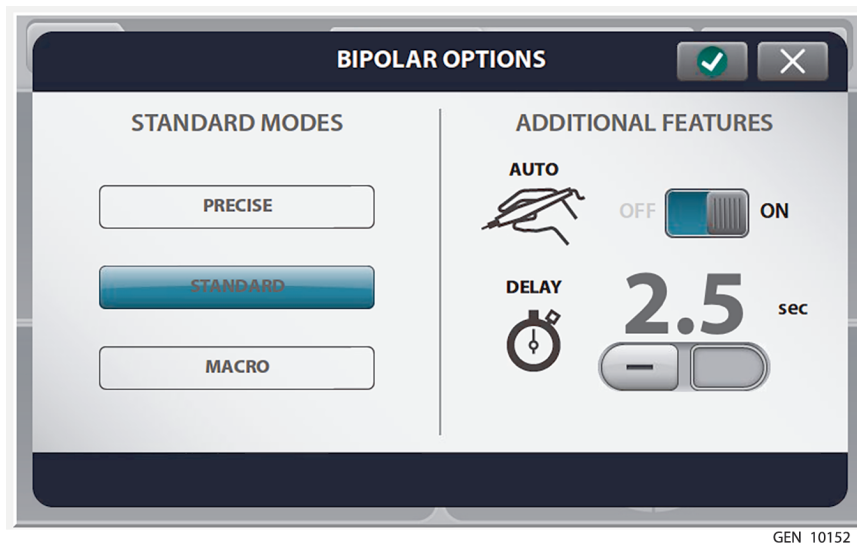 BIPOLAR OPTIONS
STANDARD MODES
PRECISE
STANDARD
MACRO
ADDITIONAL FEATURES
AUTO
OFF ON
DELAY
2.5 sec
GEN 10152